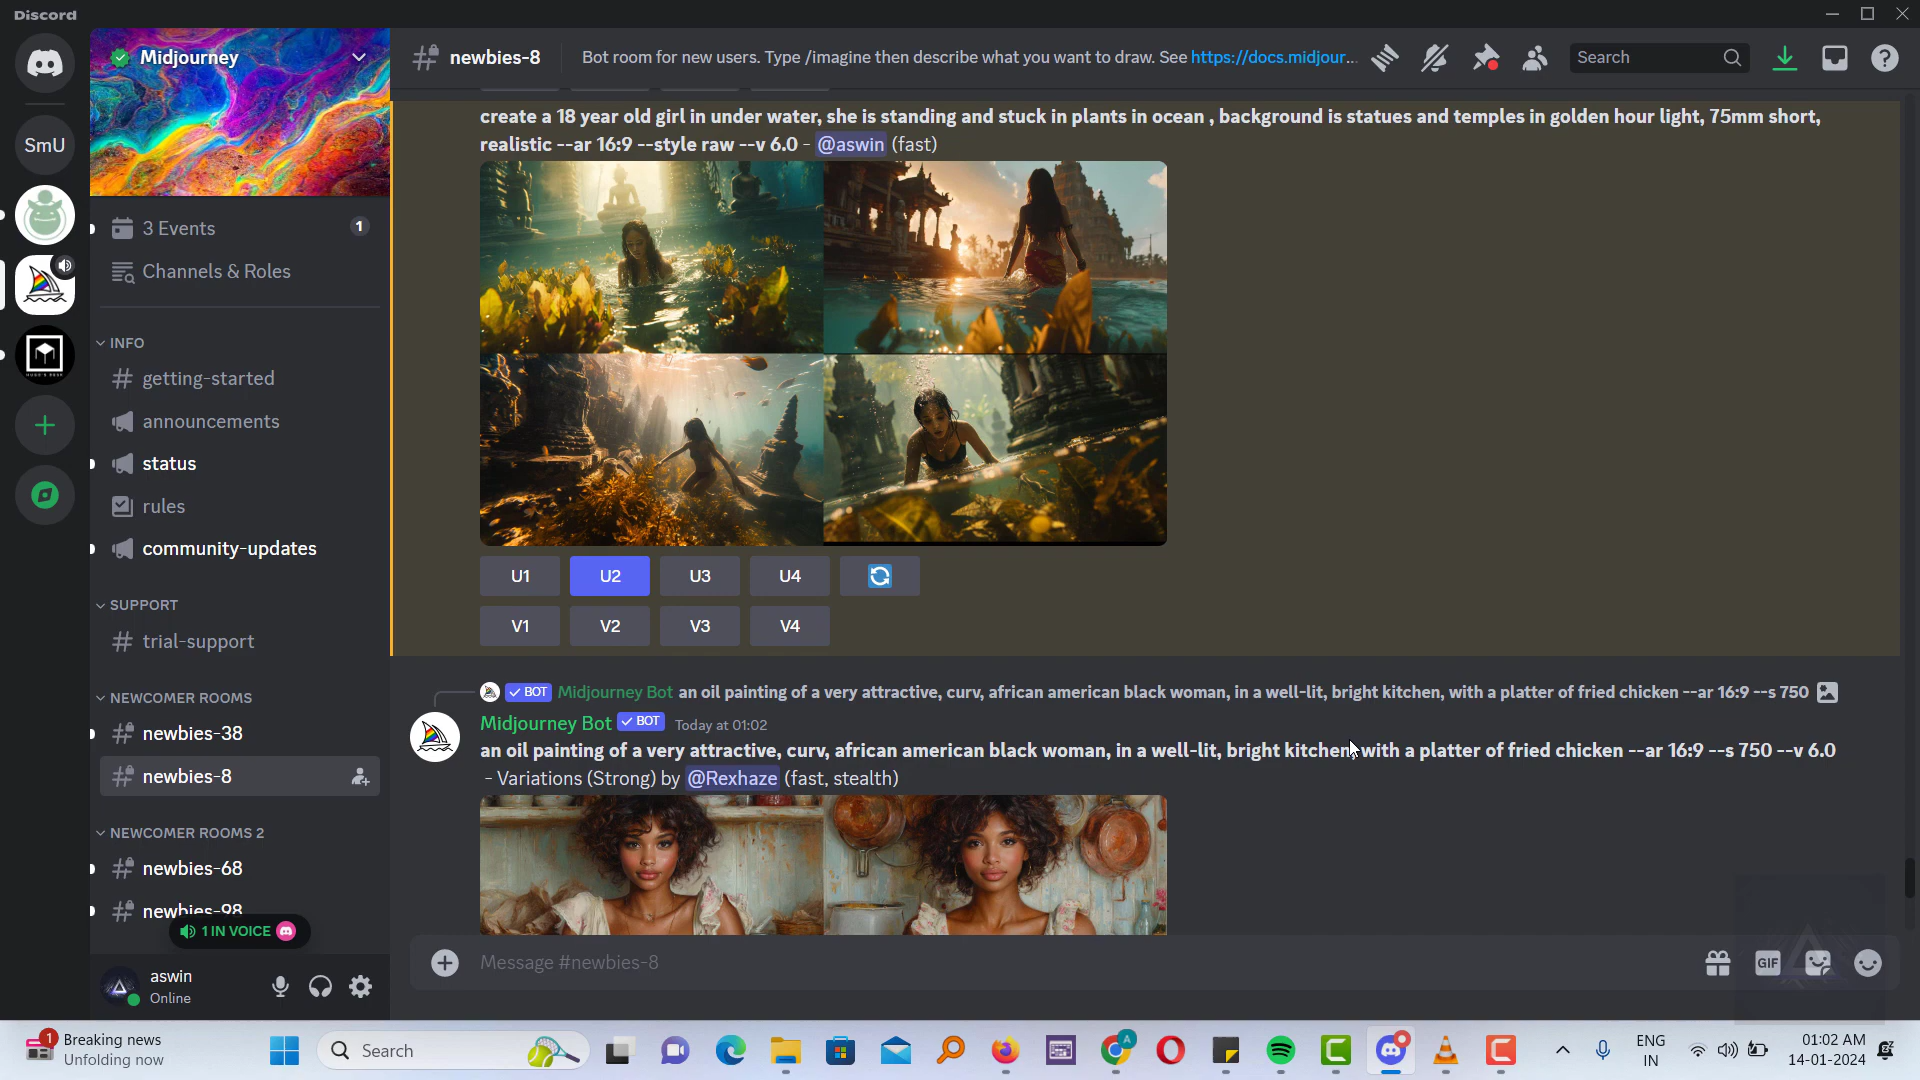 Discord
Midjourney
newbies-8
Bot room for new users. Type /imagine then describe what you want to draw. See https://docs.midjour...
Search
SmU
3 Events
1
Channels & Roles
INFO
getting-started
announcements
status
rules
community-updates
SUPPORT
trial-support
NEWCOMER ROOMS
newbies-38
newbies-8
NEWCOMER ROOMS 2
newbies-68
newbies-98
1 IN VOICE
aswin
Online
create a 18 year old girl in under water, she is standing and stuck in plants in ocean , background is statues and temples in golden hour light, 75mm short,
realistic --ar 16:9 --style raw --v 6.0 - @aswin (fast)
U1 U2 U3 U4
V1 V2 V3 V4
BOT Midjourney Bot an oil painting of a very attractive, curv, african american black woman, in a well-lit, bright kitchen, with a platter of fried chicken --ar 16:9 --s 750
Midjourney Bot BOT Today at 01:02
an oil painting of a very attractive, curv, african american black woman, in a well-lit, bright kitchen, with a platter of fried chicken --ar 16:9 --s 750 --v 6.0
- Variations (Strong) by @Rexhaze (fast, stealth)
Message #newbies-8
GIF
1
Breaking news
Unfolding now
Search
A
ENG
IN
01:02 AM
14-01-2024